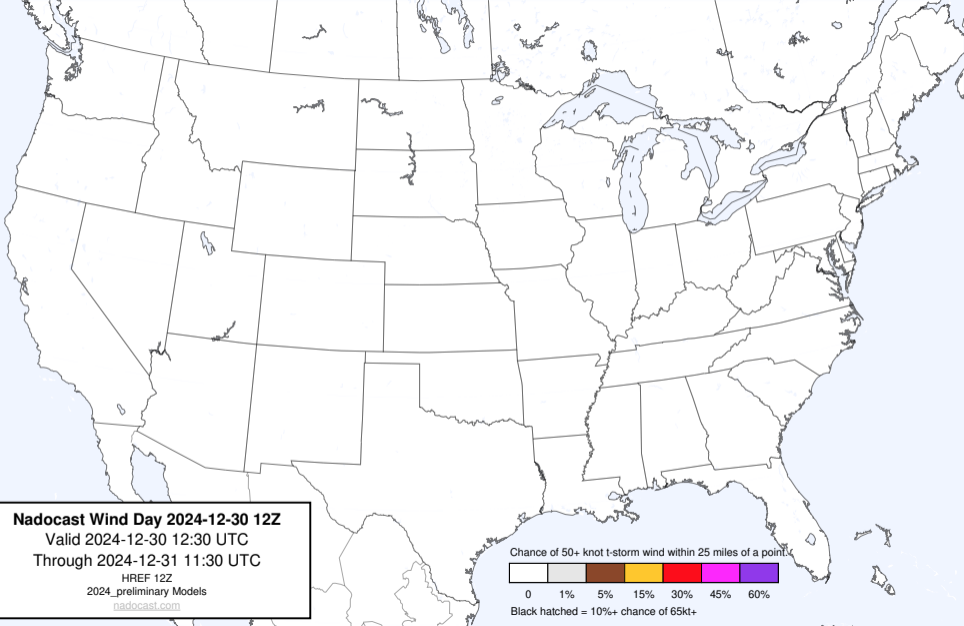 Nadocast Wind Day 2024-12-30 12Z
Valid 2024-12-30 12:30 UTC
Through 2024-12-31 11:30 UTC
HREF 12Z
2024_preliminary Models
nadocast.com
Chance of 50+ knot t-storm wind within 25 miles of a point.
0 1% 5% 15% 30% 45% 60%
Black hatched = 10%+ chance of 65kt+